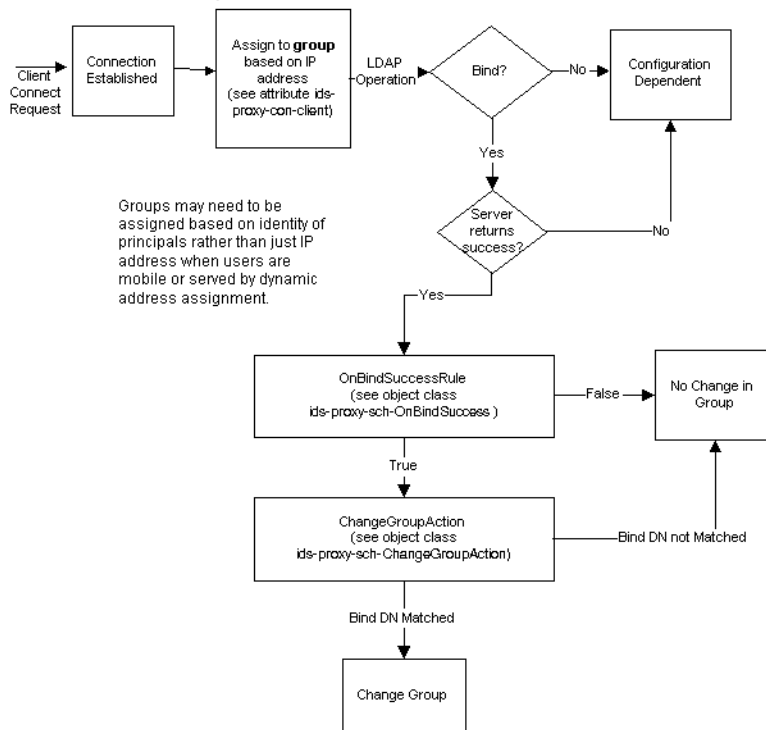 Client
Connect
Request
Connection
Established
Assign to group
based on IP
address
(see attribute ids-
proxy-con-client)
LDAP
Operation
Bind?
No
Configuration
Dependent
Yes
Groups may need to be
assigned based on identity of
principals rather than just IP
address when users are
mobile or served by dynamic
address assignment.
Server
returns
success?
No
Yes
OnBindSuccessRule
(see object class
ids-proxy-sch-OnBindSuccess )
False
No Change in
Group
True
ChangeGroupAction
(see object class
ids-proxy-sch-ChangeGroupAction)
Bind DN not Matched
Bind DN Matched
Change Group